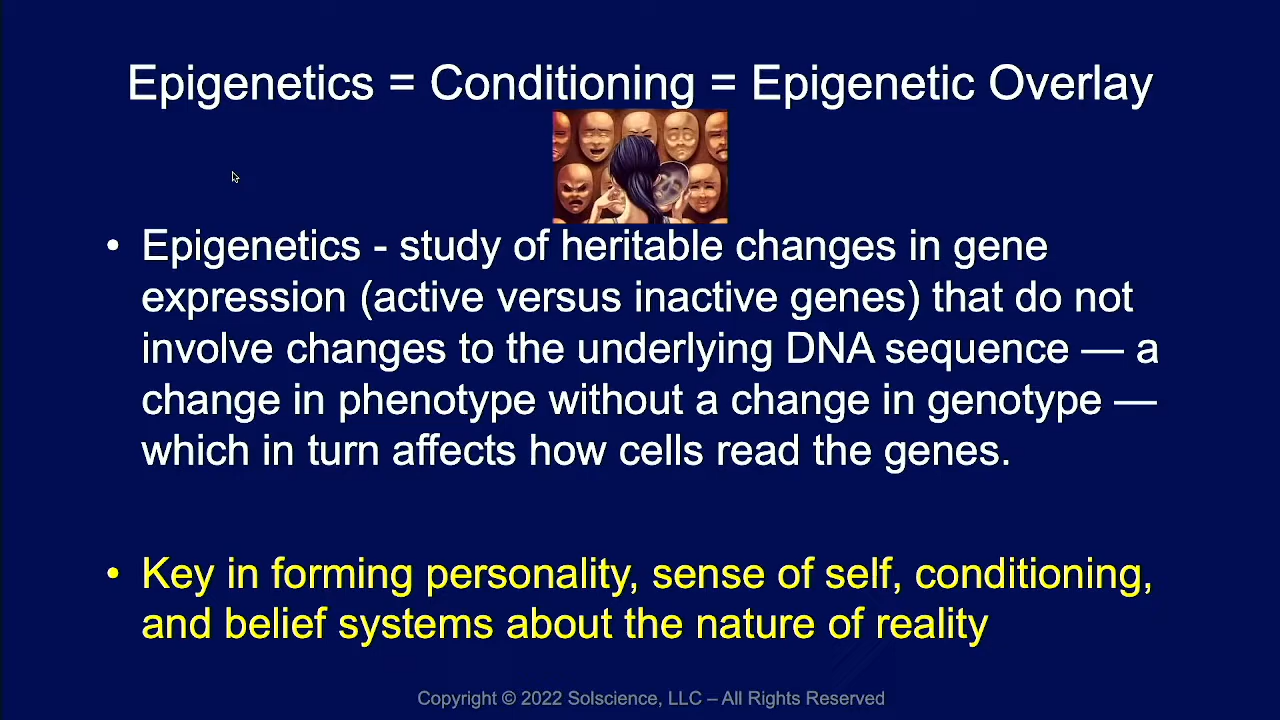 Epigenetics = Conditioning = Epigenetic Overlay
• Epigenetics - study of heritable changes in gene
expression (active versus inactive genes) that do not
involve changes to the underlying DNA sequence — a
change in phenotype without a change in genotype —
which in turn affects how cells read the genes.
• Key in forming personality, sense of self, conditioning,
and belief systems about the nature of reality
Copyright © 2022 Solscience, LLC – All Rights Reserved